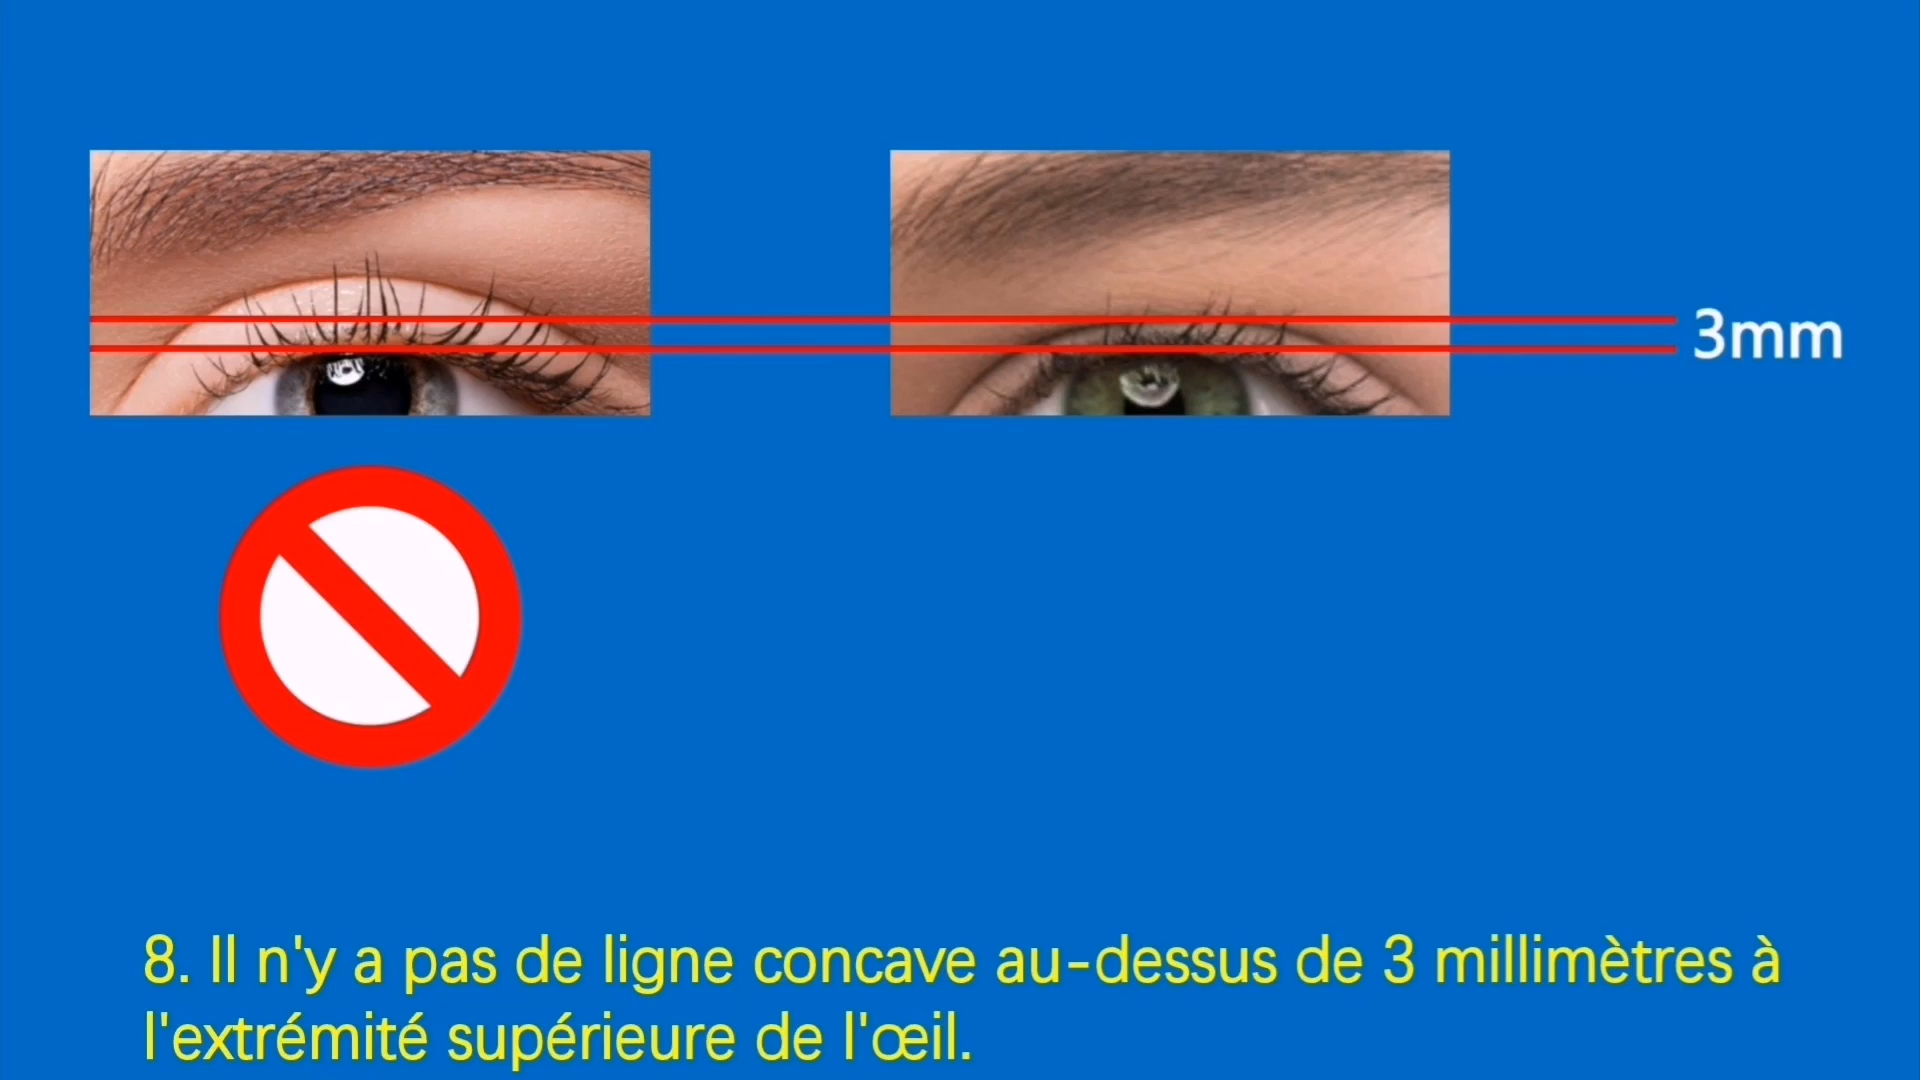 3mm
8. Il n'y a pas de ligne concave au-dessus de 3 millimètres à
l'extrémité supérieure de l'œil.